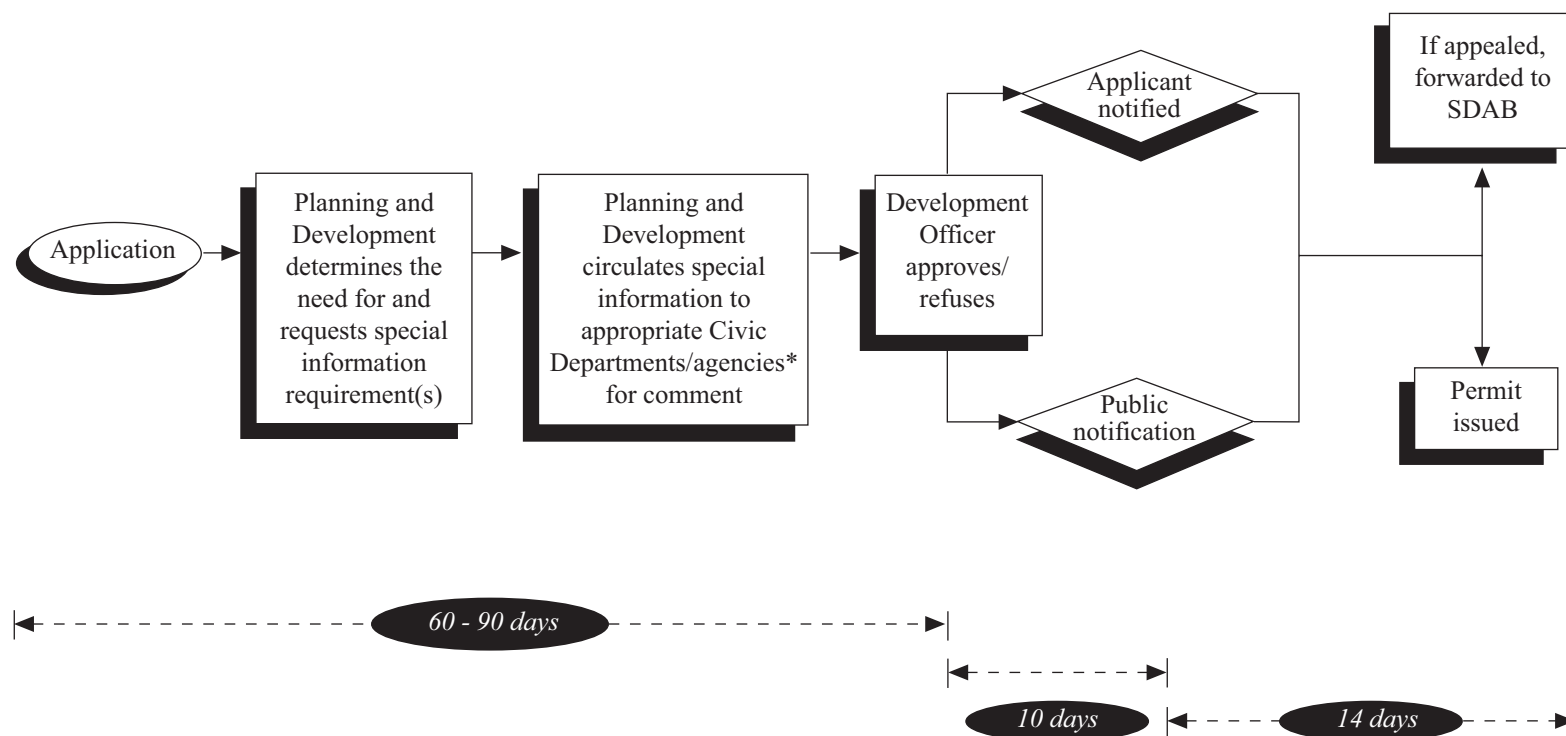 Application
Planning and
Development
determines the
need for and
requests special
information
requirement(s)
Planning and
Development
circulates special
information to
appropriate Civic
Departments/agencies*
for comment
Development
Officer
approves/
refuses
Applicant
notified
Public
notification
If appealed,
forwarded to
SDAB
Permit
issued
60 - 90 days
10 days
14 days